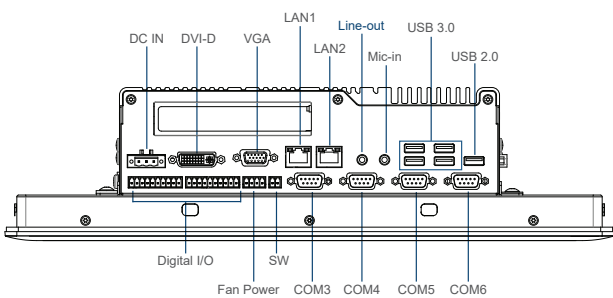 LAN1
Line-out
USB 3.0
DC IN
DVI-D
VGA
LAN2
Mic-in
USB 2.0
Digital I/O
SW
Fan Power
COM3
COM4
COM5
COM6